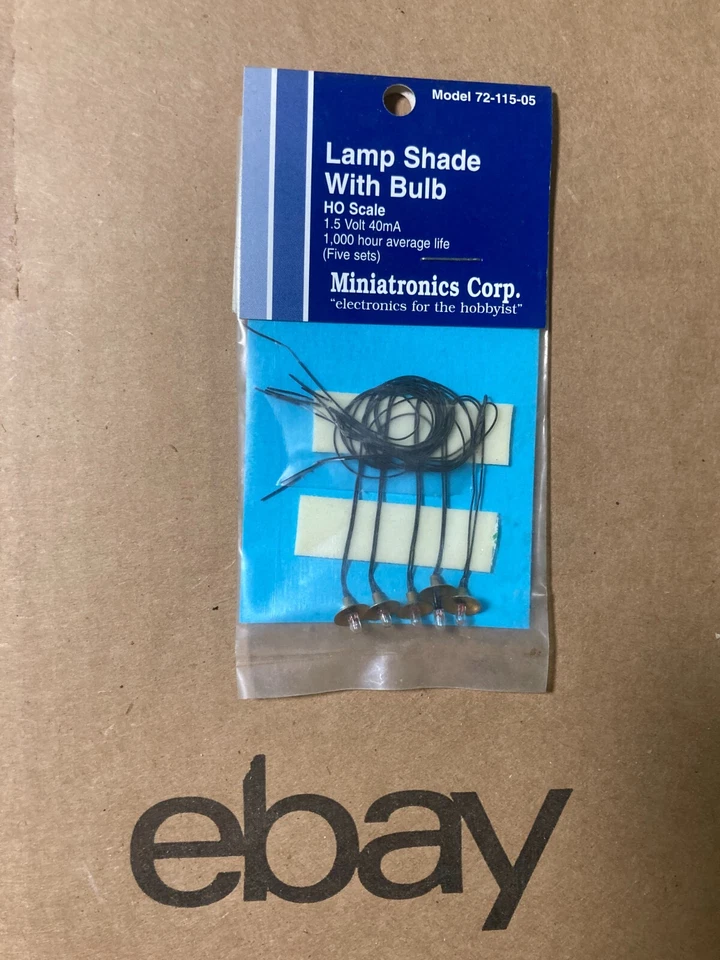 Model 72-115-05
Lamp Shade
With Bulb
HO Scale
1.5 Volt 40mA
1,000 hour average life
(Five sets)
Miniatronics Corp.
"electronics for the hobbyist"
ebay